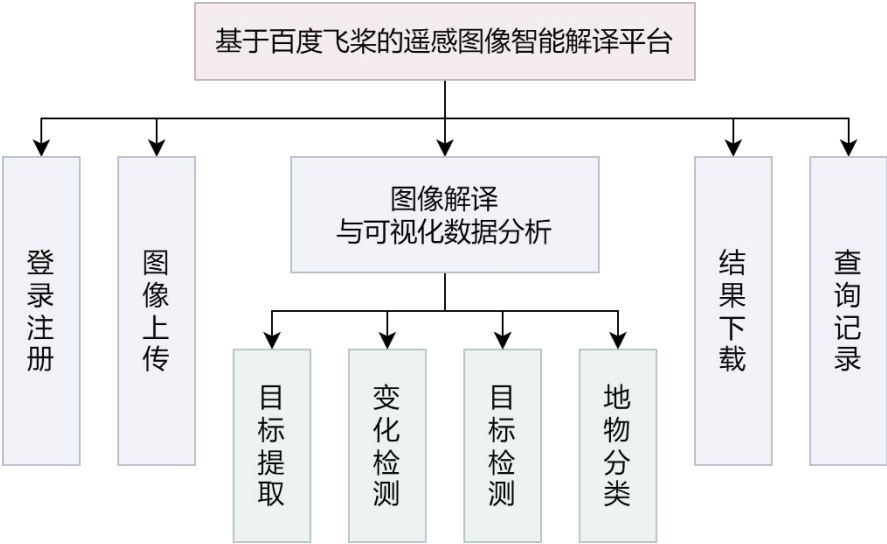 基于百度飞桨的遥感图像智能解译平台
登录注册
图像上传
图像解译
与可视化数据分析
结果下载
查询记录
目标提取
变化检测
目标检测
地物分类